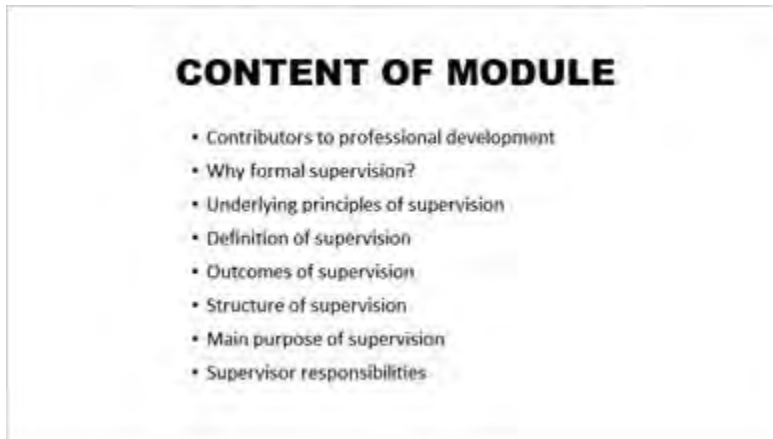 CONTENT OF MODULE
• Contributors to professional development
• Why formal supervision?
• Underlying principles of supervision
• Definition of supervision
• Outcomes of supervision
• Structure of supervision
• Main purpose of supervision
• Supervisor responsibilities